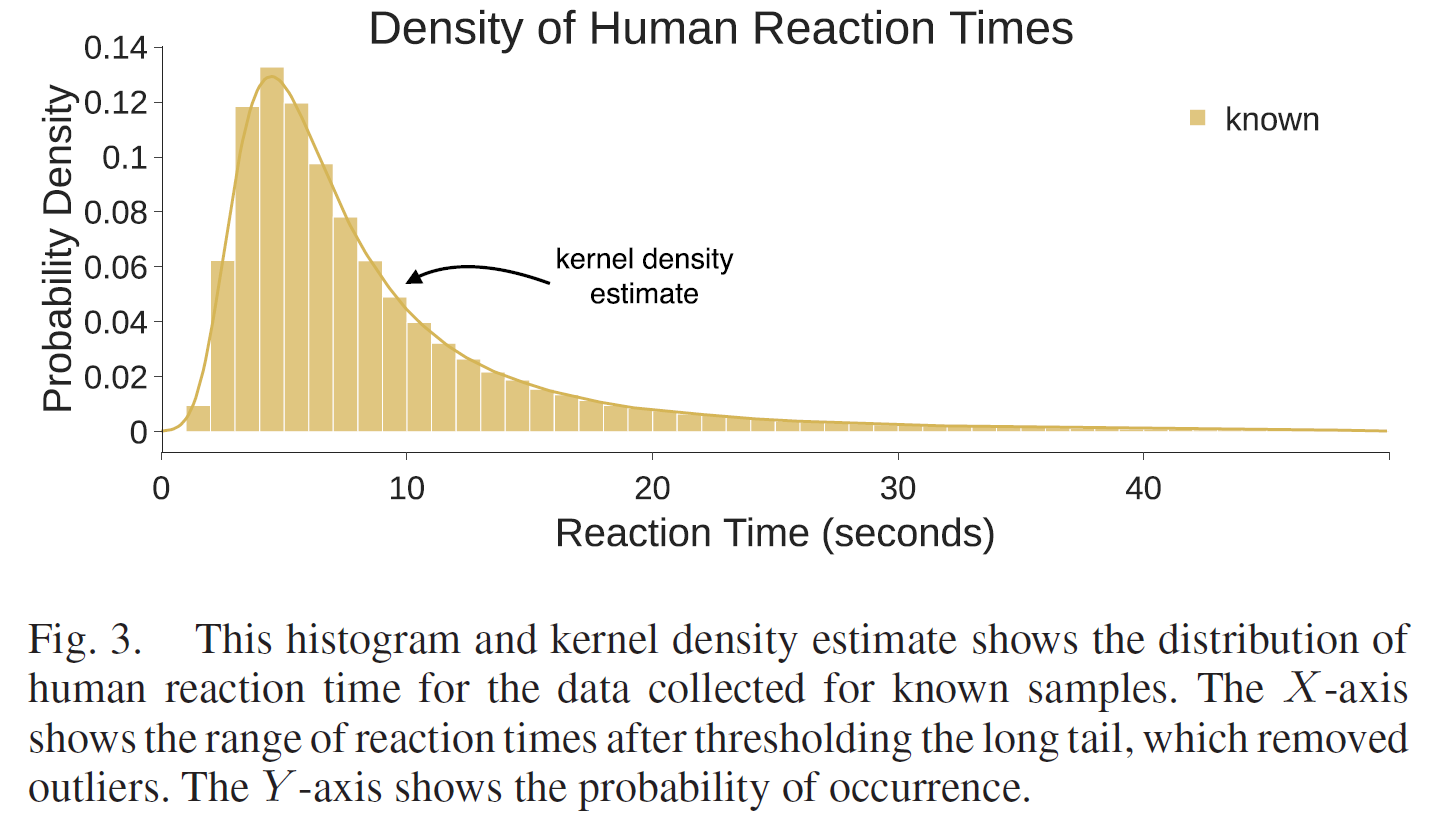 Density of Human Reaction Times
0.14
0.12
0.1
0.08
0.06
0.04
0.02
0
Probability Density
known
kernel density
estimate
0 10 20 30 40
Reaction Time (seconds)
Fig. 3. This histogram and kernel density estimate shows the distribution of
human reaction time for the data collected for known samples. The X-axis
shows the range of reaction times after thresholding the long tail, which removed
outliers. The Y-axis shows the probability of occurrence.